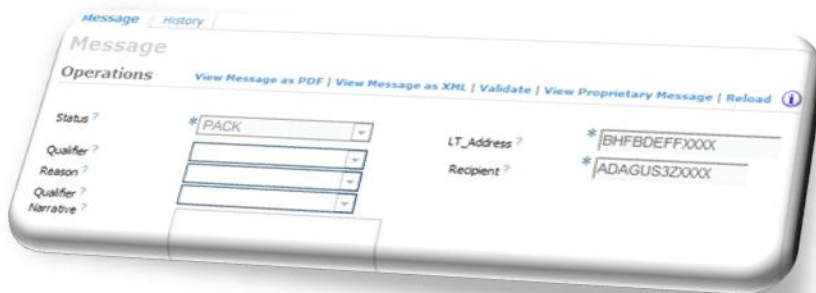 Message History
Message
Operations View Message as PDF | View Message as XML | Validate | View Proprietary Message | Reload
Status ? * PACK LT_Address ? * BHFBDEFFXXXX
Qualifier ? Recipient ? * ADAGUS3ZXXXX
Reason ?
Qualifier ?
Narrative ?